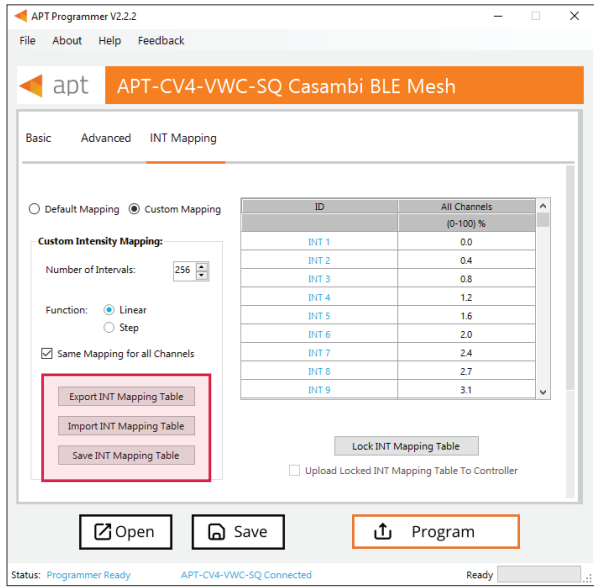 APT Programmer V2.2.2
File About Help Feedback
apt APT-CV4-VWC-SQ Casambi BLE Mesh
Basic Advanced INT Mapping
Default Mapping Custom Mapping
Custom Intensity Mapping:
Number of Intervals: 256
Function: Linear
Step
Same Mapping for all Channels
Export INT Mapping Table
Import INT Mapping Table
Save INT Mapping Table
ID All Channels
(0-100) %
INT 1 0.0
INT 2 0.4
INT 3 0.8
INT 4 1.2
INT 5 1.6
INT 6 2.0
INT 7 2.4
INT 8 2.7
INT 9 3.1
Lock INT Mapping Table
Upload Locked INT Mapping Table To Controller
Open Save Program
Status: Programmer Ready APT-CV4-VWC-SQ Connected Ready